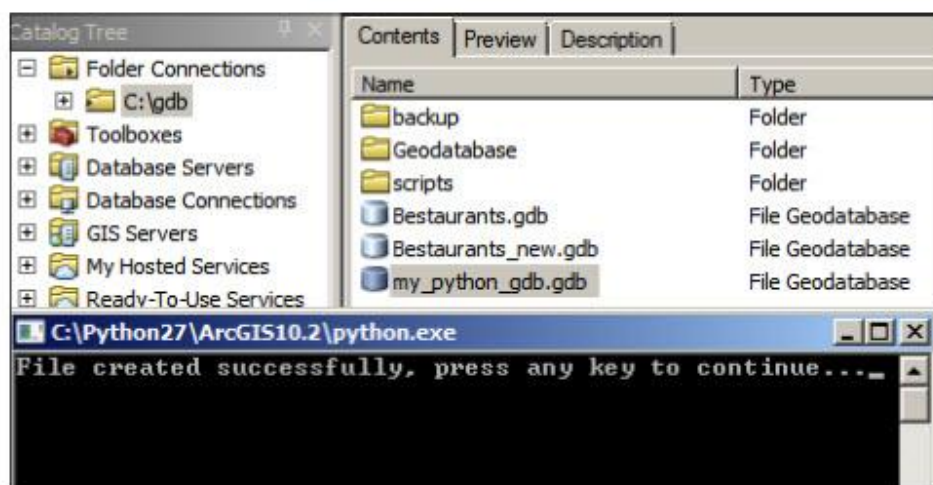 Catalog Tree
Folder Connections
C:\gdb
Toolboxes
Database Servers
Database Connections
GIS Servers
My Hosted Services
Ready-To-Use Services
Contents Preview Description
Name Type
backup Folder
Geodatabase Folder
scripts Folder
Bestaurants.gdb File Geodatabase
Bestaurants_new.gdb File Geodatabase
my_python_gdb.gdb File Geodatabase
C:\Python27\ArcGIS10.2\python.exe
File created successfully, press any key to continue..._